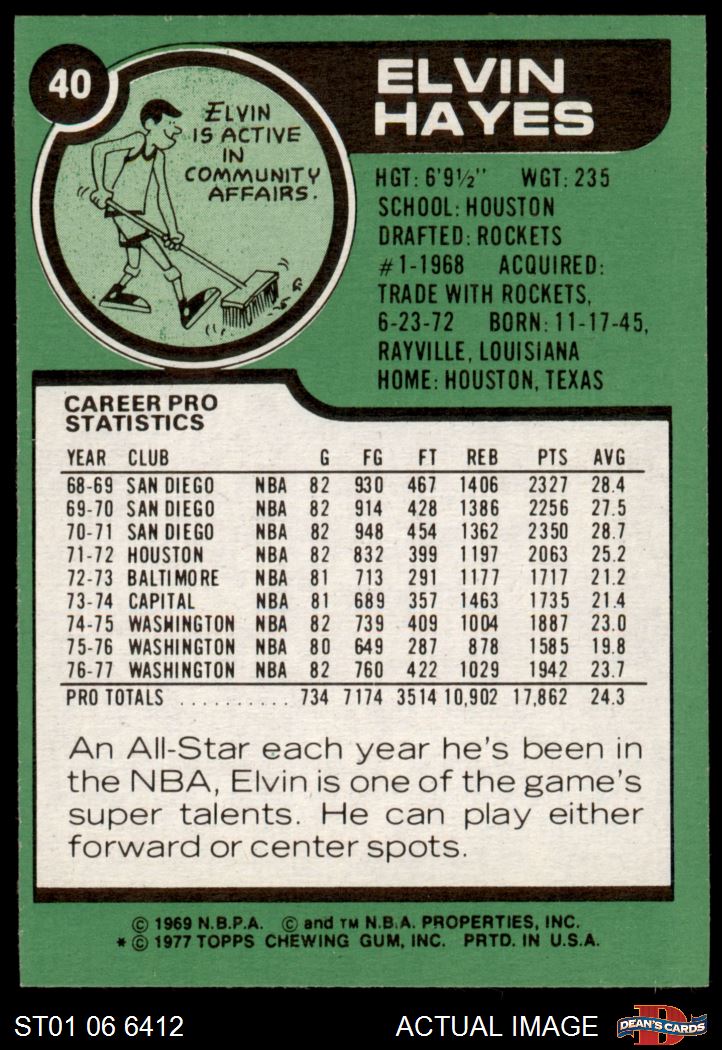 40
ELVIN
HAYES
ELVIN
IS ACTIVE
IN
COMMUNITY
AFFAIRS.
HGT: 6'9½" WGT: 235
SCHOOL: HOUSTON
DRAFTED: ROCKETS
#1-1968 ACQUIRED:
TRADE WITH ROCKETS,
6-23-72 BORN: 11-17-45,
RAYVILLE, LOUISIANA
HOME: HOUSTON, TEXAS
CAREER PRO
STATISTICS
YEAR CLUB G FG FT REB PTS AVG
68-69 SAN DIEGO NBA 82 930 467 1406 2327 28.4
69-70 SAN DIEGO NBA 82 914 428 1386 2256 27.5
70-71 SAN DIEGO NBA 82 948 454 1362 2350 28.7
71-72 HOUSTON NBA 82 832 399 1197 2063 25.2
72-73 BALTIMORE NBA 81 713 291 1177 1717 21.2
73-74 CAPITAL NBA 81 689 357 1463 1735 21.4
74-75 WASHINGTON NBA 82 739 409 1004 1887 23.0
75-76 WASHINGTON NBA 80 649 287 878 1585 19.8
76-77 WASHINGTON NBA 82 760 422 1029 1942 23.7
PRO TOTALS .......... 734 7174 3514 10,902 17,862 24.3
An All-Star each year he's been in
the NBA, Elvin is one of the game's
super talents. He can play either
forward or center spots.
© 1969 N.B.P.A. © and TM N.B.A. PROPERTIES, INC.
* © 1977 TOPPS CHEWING GUM, INC. PRTD. IN U.S.A.
ST01 06 6412 ACTUAL IMAGE D DEAN'S CARDS